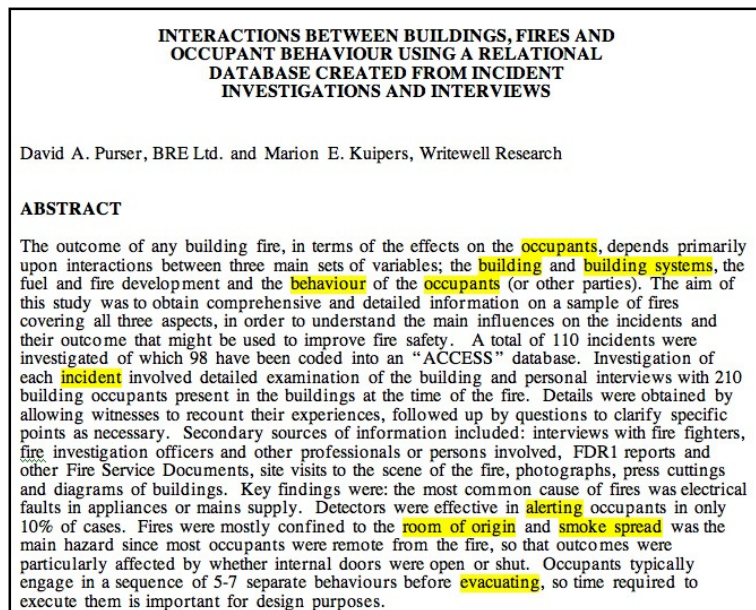 INTERACTIONS BETWEEN BUILDINGS, FIRES AND
OCCUPANT BEHAVIOUR USING A RELATIONAL
DATABASE CREATED FROM INCIDENT
INVESTIGATIONS AND INTERVIEWS
David A. Purser, BRE Ltd. and Marion E. Kuipers, Writewell Research
ABSTRACT
The outcome of any building fire, in terms of the effects on the occupants, depends primarily
upon interactions between three main sets of variables; the building and building systems, the
fuel and fire development and the behaviour of the occupants (or other parties). The aim of
this study was to obtain comprehensive and detailed information on a sample of fires
covering all three aspects, in order to understand the main influences on the incidents and
their outcome that might be used to improve fire safety. A total of 110 incidents were
investigated of which 98 have been coded into an “ACCESS” database. Investigation of
each incident involved detailed examination of the building and personal interviews with 210
building occupants present in the buildings at the time of the fire. Details were obtained by
allowing witnesses to recount their experiences, followed up by questions to clarify specific
points as necessary. Secondary sources of information included: interviews with fire fighters,
fire investigation officers and other professionals or persons involved, FDR1 reports and
other Fire Service Documents, site visits to the scene of the fire, photographs, press cuttings
and diagrams of buildings. Key findings were: the most common cause of fires was electrical
faults in appliances or mains supply. Detectors were effective in alerting occupants in only
10% of cases. Fires were mostly confined to the room of origin and smoke spread was the
main hazard since most occupants were remote from the fire, so that outcomes were
particularly affected by whether internal doors were open or shut. Occupants typically
engage in a sequence of 5-7 separate behaviours before evacuating, so time required to
execute them is important for design purposes.